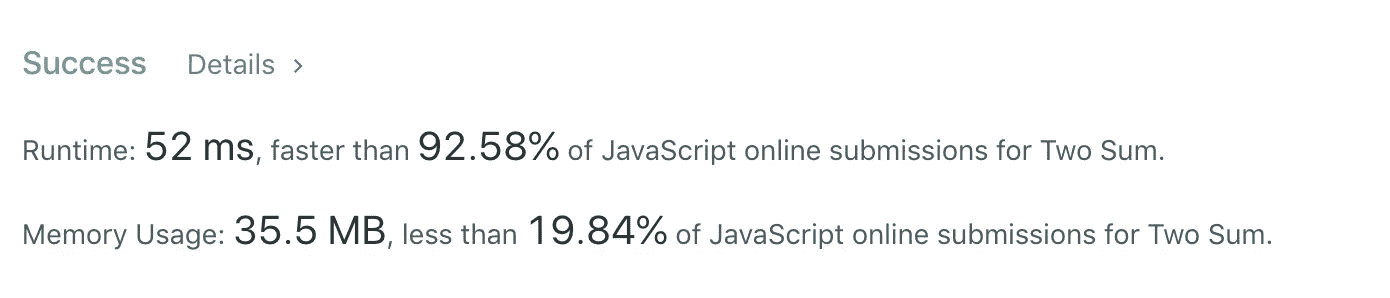 Success Details >
Runtime: 52 ms, faster than 92.58% of JavaScript online submissions for Two Sum.
Memory Usage: 35.5 MB, less than 19.84% of JavaScript online submissions for Two Sum.